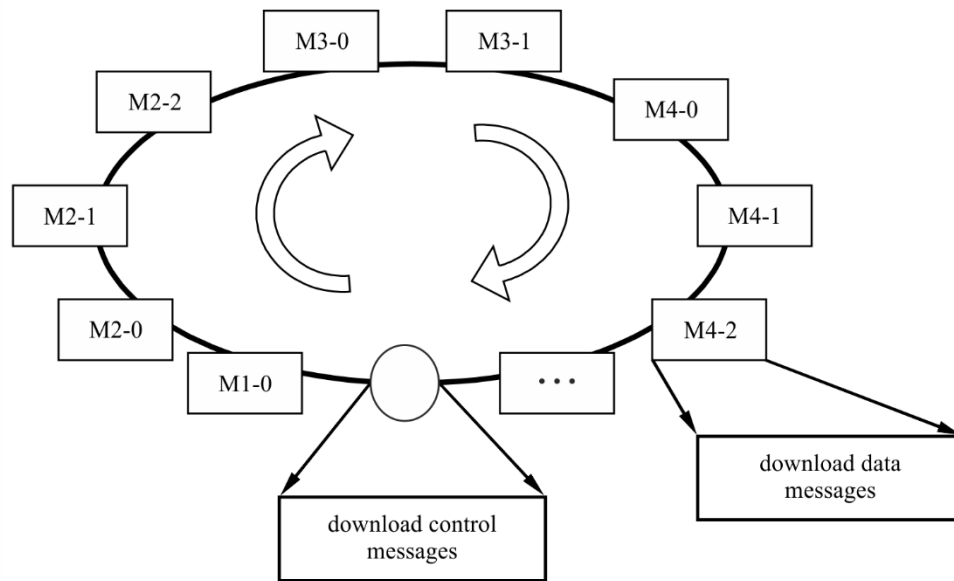 M3-0
M3-1
M2-2
M4-0
M2-1
M4-1
M2-0
M4-2
M1-0
• • •
download data
messages
download control
messages